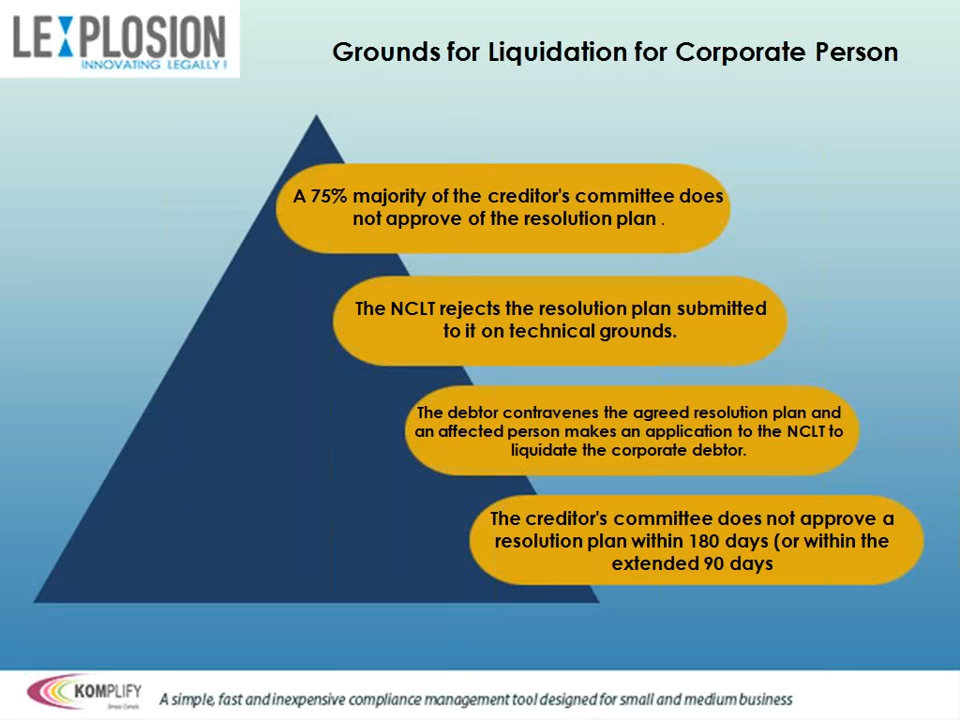 LEXPLOSION
INNOVATING LEGALLY!
Grounds for Liquidation for Corporate Person
A 75% majority of the creditor's committee does
not approve of the resolution plan .
The NCLT rejects the resolution plan submitted
to it on technical grounds.
The debtor contravenes the agreed resolution plan and
an affected person makes an application to the NCLT to
liquidate the corporate debtor.
The creditor's committee does not approve a
resolution plan within 180 days (or within the
extended 90 days
KOMPLIFY
A simple, fast and inexpensive compliance management tool designed for small and medium business